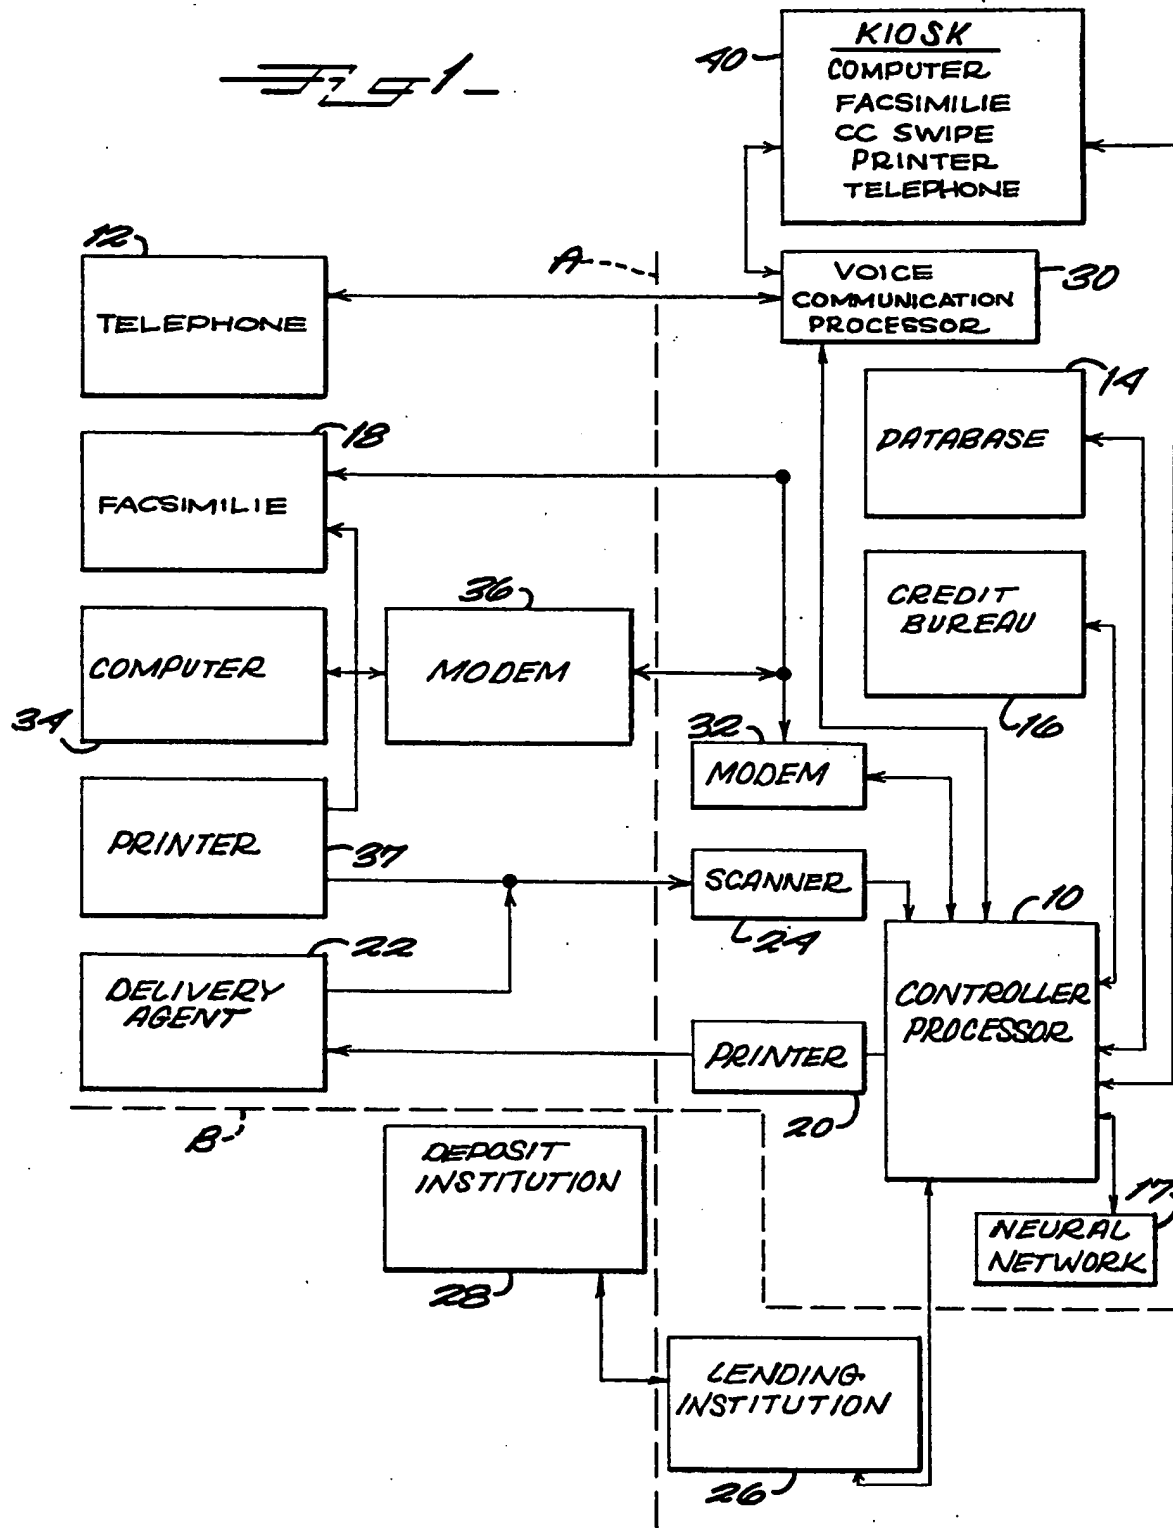 Fig 1
40
KIOSK
COMPUTER
FACSIMILIE
CC SWIPE
PRINTER
TELEPHONE
12
TELEPHONE
A
VOICE
COMMUNICATION
PROCESSOR
30
14
DATABASE
18
FACSIMILIE
CREDIT
BUREAU
16
36
COMPUTER
34
MODEM
32
MODEM
PRINTER
37
SCANNER
24
10
CONTROLLER
PROCESSOR
22
DELIVERY
AGENT
PRINTER
20
B
DEPOSIT
INSTITUTION
28
17
NEURAL
NETWORK
LENDING
INSTITUTION
26